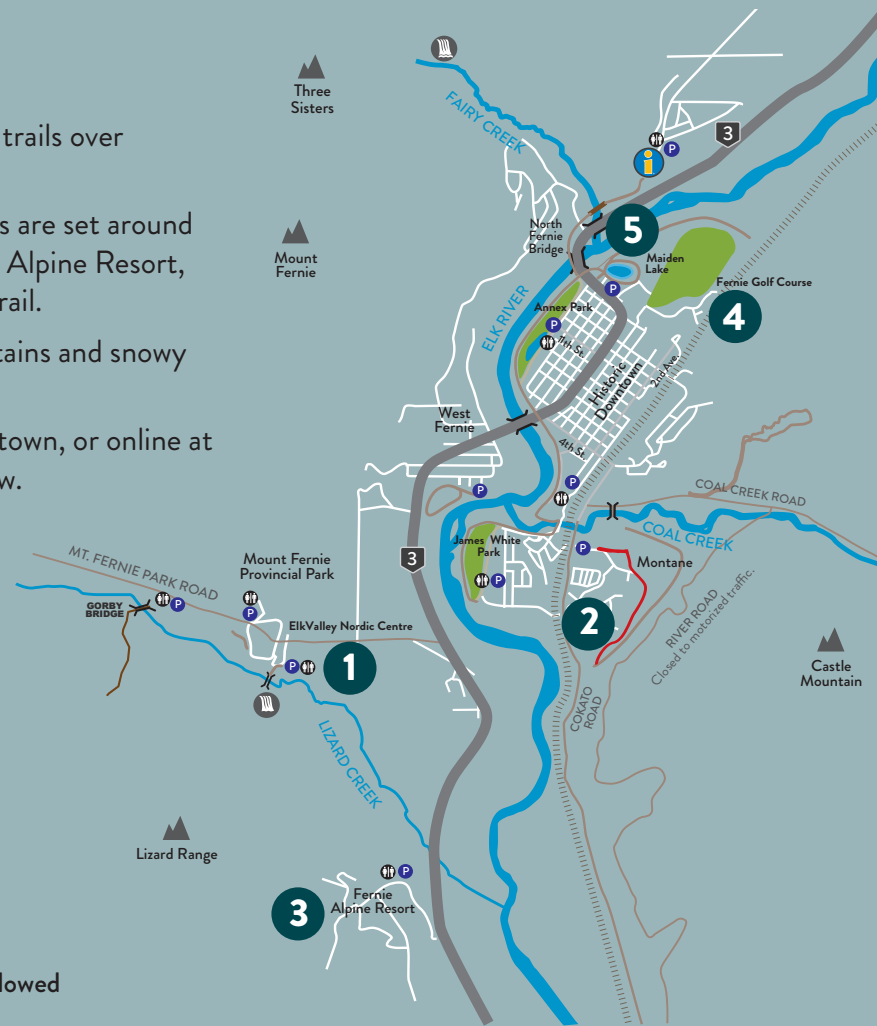 trails over
s are set around
Alpine Resort,
rail.
tains and snowy
town, or online at
w.
lowed
Three
Sisters
FAIRY CREEK
3
i
P
Mount
Fernie
North
Fernie
Bridge
5
Maiden
Lake
P
Fernie Golf Course
4
ELK RIVER
Annex Park
P
11th St.
Historic
Downtown
2nd Ave.
West
Fernie
4th St.
P
P
COAL CREEK ROAD
COAL CREEK
James White
Park
P
P
Montane
3
2
RIVER ROAD
Closed to motorized traffic.
Castle
Mountain
MT. FERNIE PARK ROAD
Mount Fernie
Provincial Park
GORBY
BRIDGE
P
P
ElkValley Nordic Centre
P
1
COKATO
ROAD
LIZARD CREEK
Lizard Range
P
3
Fernie
Alpine Resort